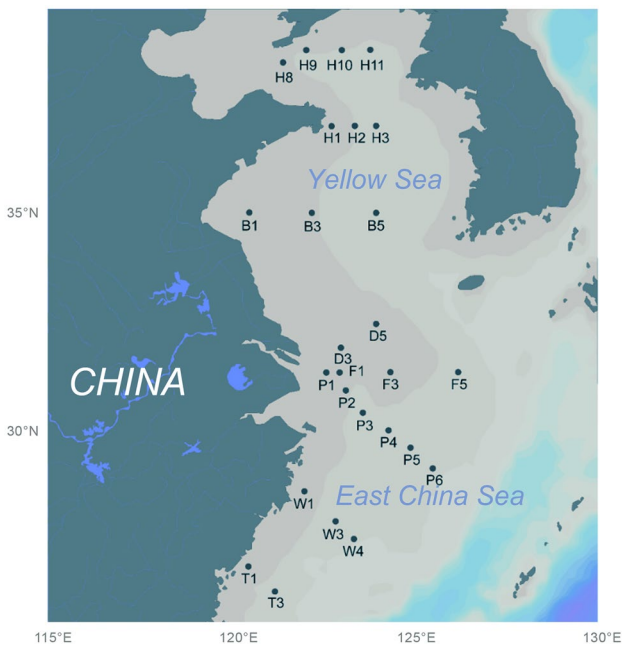 H9 H10 H11
H8
H1 H2 H3
Yellow Sea
35°N
B1 B3 B5
D5
D3
CHINA
P1 F1 F3 F5
P2
P3
30°N
P4
P5
P6
W1
East China Sea
W3
W4
T1
T3
115°E 120°E 125°E 130°E